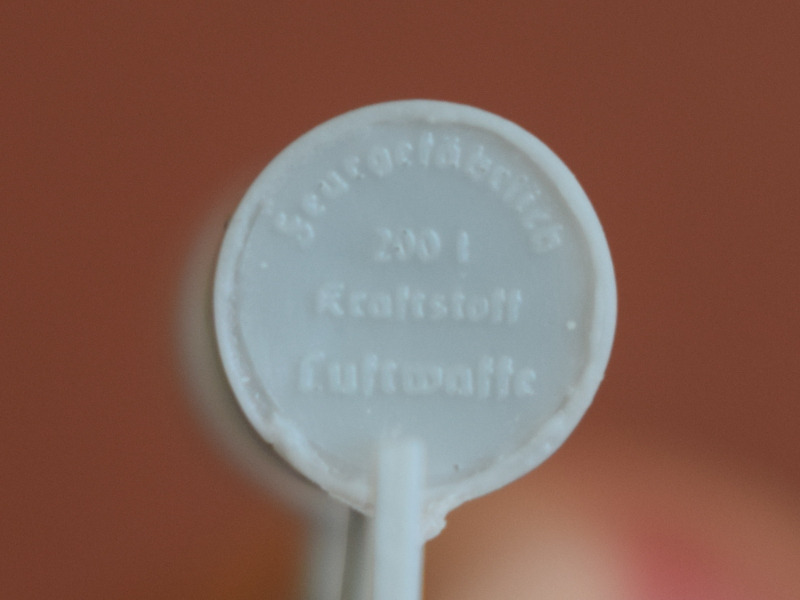 Feuergefährlich
200 l
Kraftstoff
Luftwaffe